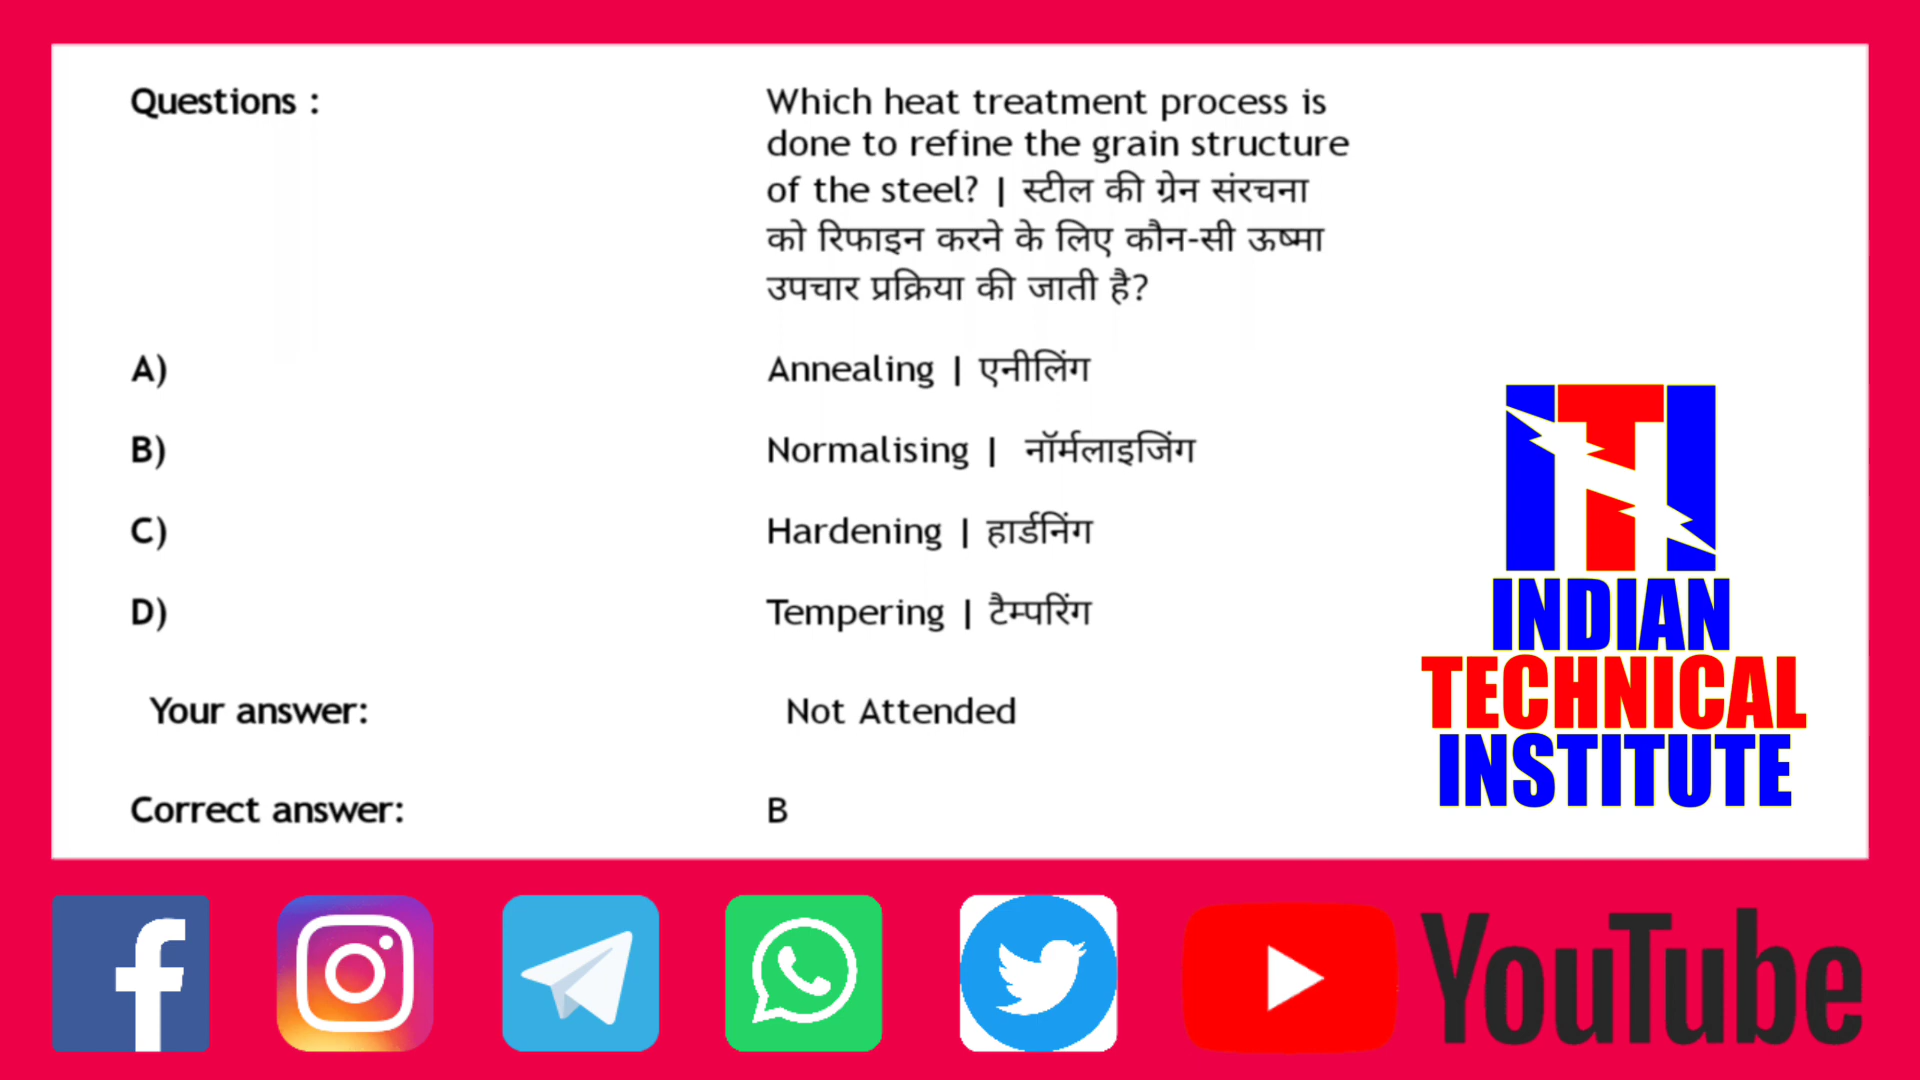 Questions :
Which heat treatment process is
done to refine the grain structure
of the steel? | स्टील की ग्रेन संरचना
को रिफाइन करने के लिए कौन-सी ऊष्मा
उपचार प्रक्रिया की जाती है?
A) Annealing | एनीलिंग
B) Normalising | नॉर्मलाइजिंग
C) Hardening | हार्डनिंग
D) Tempering | टैम्परिंग
Your answer: Not Attended
Correct answer: B
ITI
INDIAN
TECHNICAL
INSTITUTE
YouTube